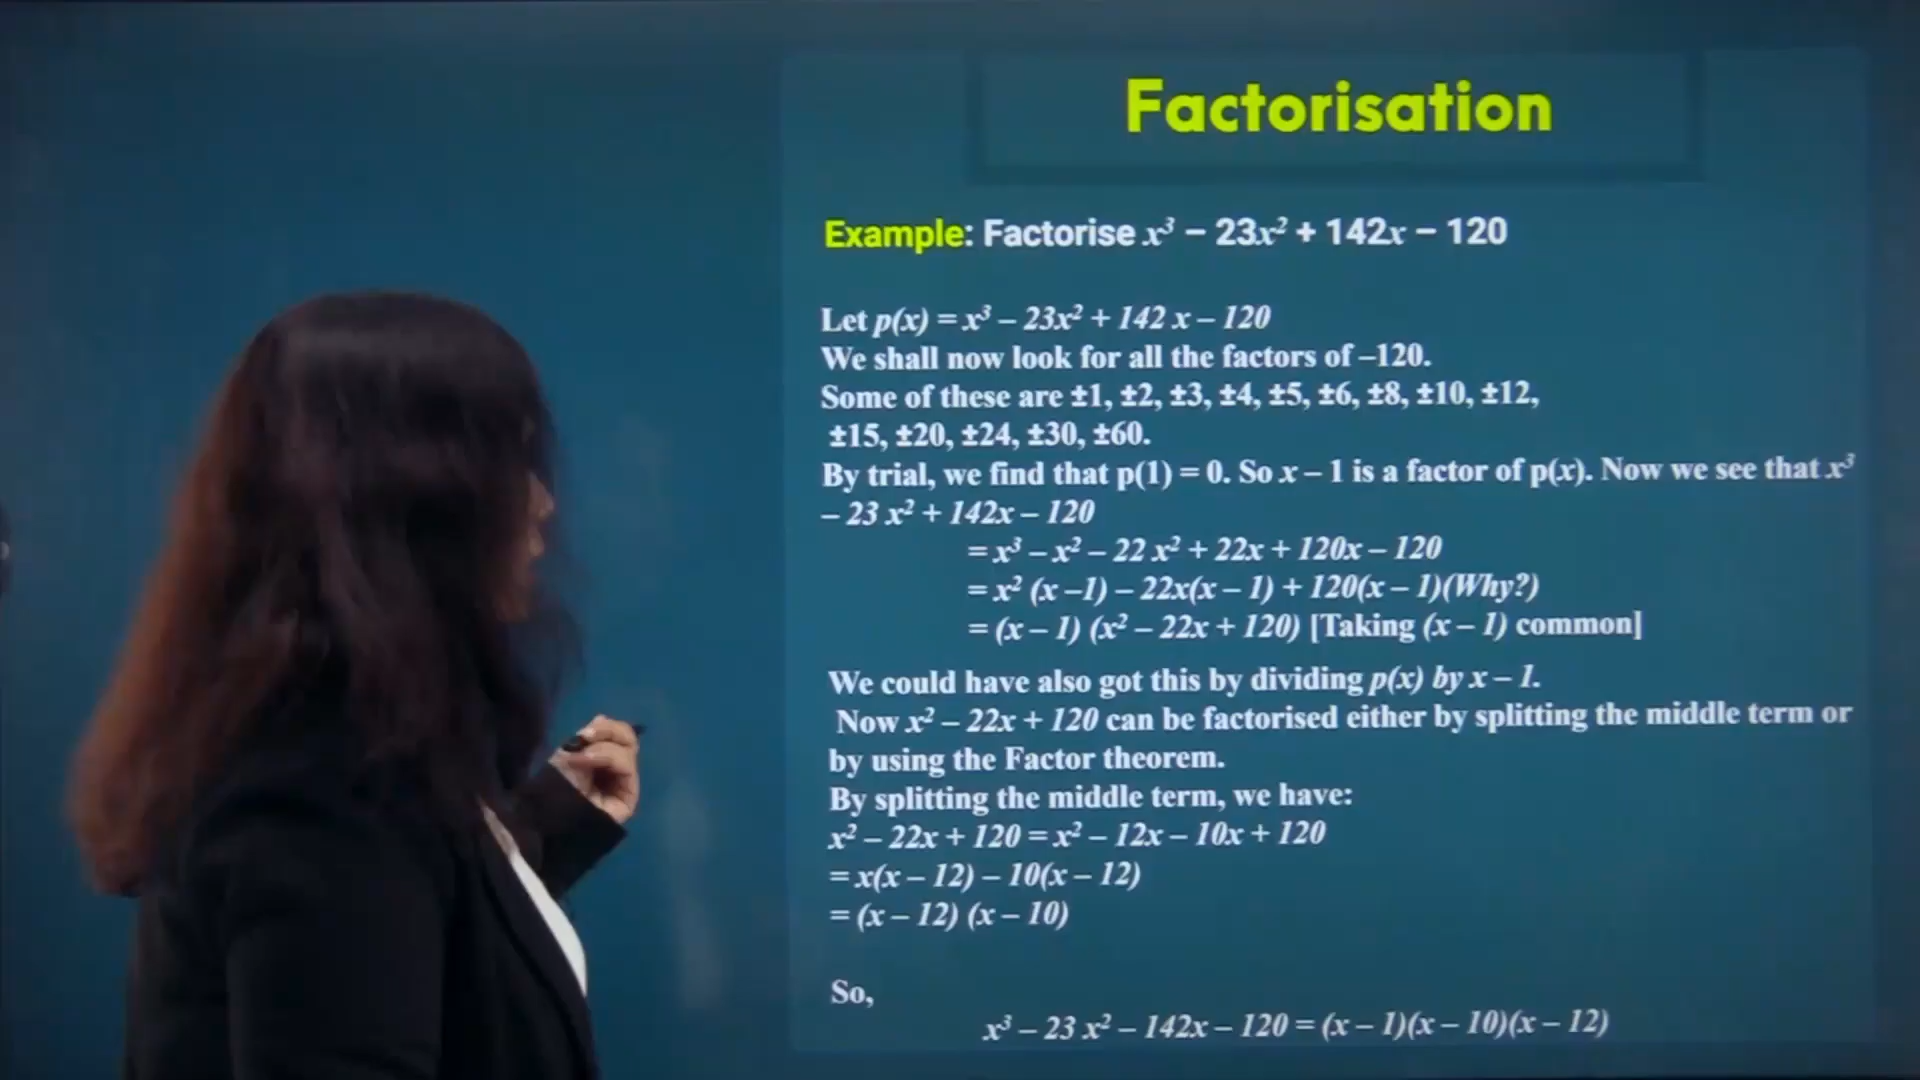 Factorisation
Example: Factorise x³ – 23x² + 142x – 120
Let p(x) = x³ – 23x² + 142 x – 120
We shall now look for all the factors of –120.
Some of these are ±1, ±2, ±3, ±4, ±5, ±6, ±8, ±10, ±12,
±15, ±20, ±24, ±30, ±60.
By trial, we find that p(1) = 0. So x – 1 is a factor of p(x). Now we see that x³
– 23 x² + 142x – 120
= x³ – x² – 22 x² + 22x + 120x – 120
= x² (x –1) – 22x(x – 1) + 120(x – 1)(Why?)
= (x – 1) (x² – 22x + 120) [Taking (x – 1) common]
We could have also got this by dividing p(x) by x – 1.
Now x² – 22x + 120 can be factorised either by splitting the middle term or
by using the Factor theorem.
By splitting the middle term, we have:
x² – 22x + 120 = x² – 12x – 10x + 120
= x(x – 12) – 10(x – 12)
= (x – 12) (x – 10)
So,
x³ – 23 x² – 142x – 120 = (x – 1)(x – 10)(x – 12)